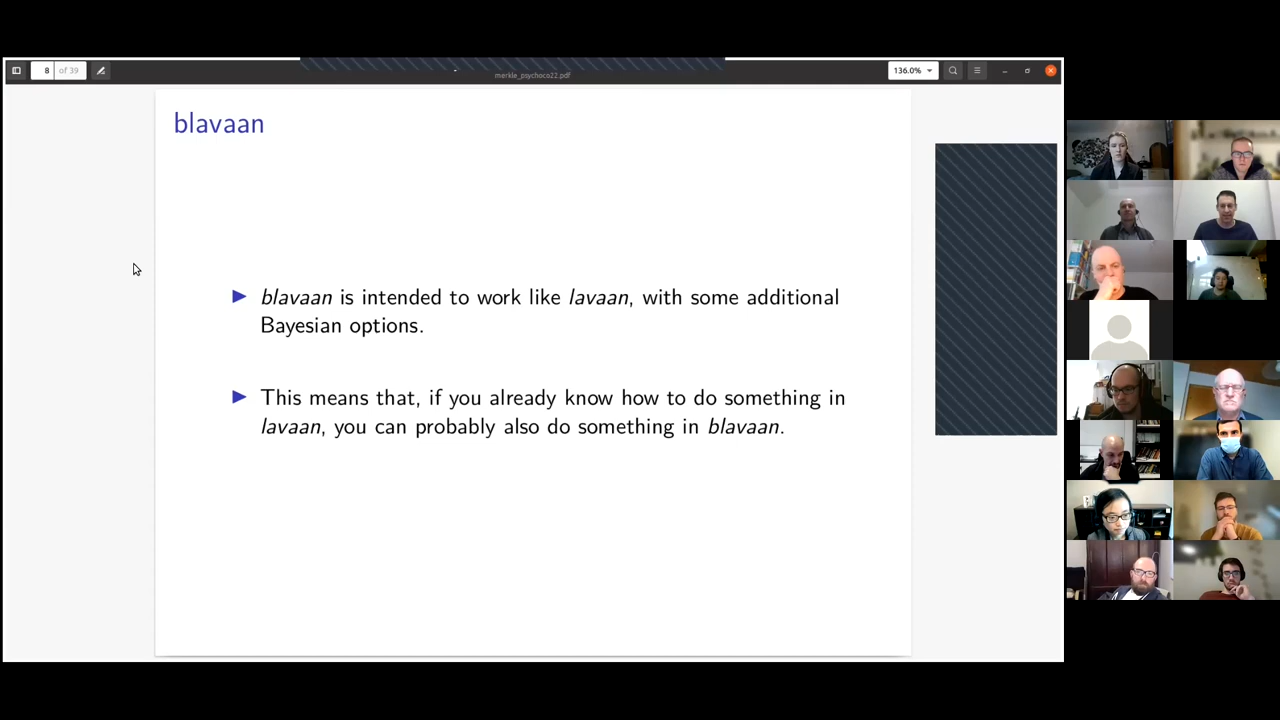 8 of 39
merkle_psychoco22.pdf
136.0%
blavaan
blavaan is intended to work like lavaan, with some additional
Bayesian options.
This means that, if you already know how to do something in
lavaan, you can probably also do something in blavaan.